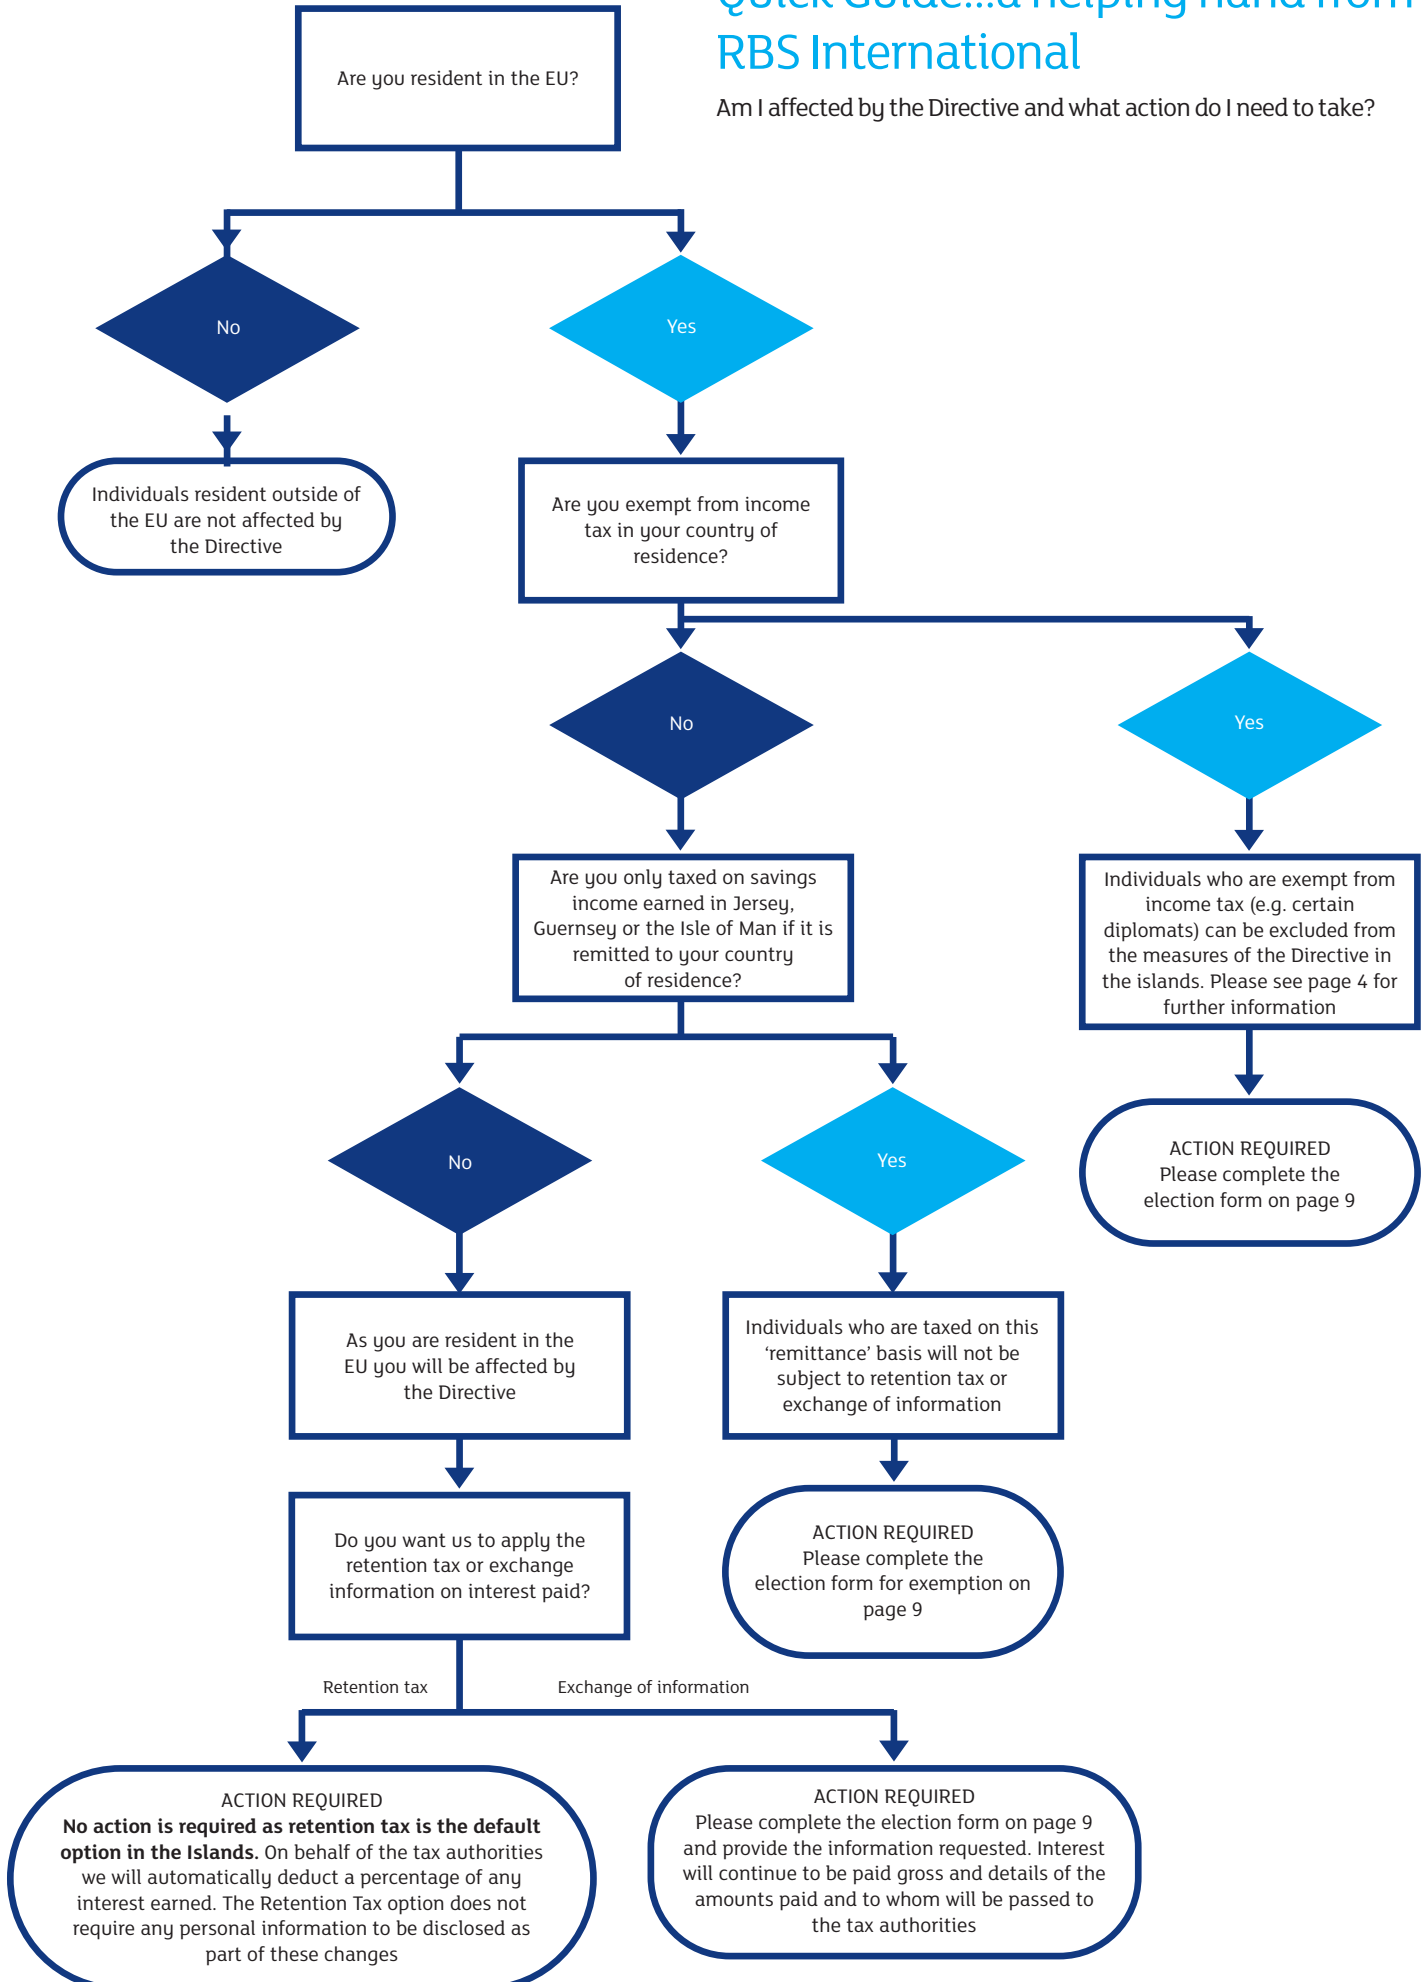 Quick Guide...a helping hand from
RBS International
Am I affected by the Directive and what action do I need to take?
Are you resident in the EU?
No
Yes
Individuals resident outside of
the EU are not affected by
the Directive
Are you exempt from income
tax in your country of
residence?
No
Yes
Are you only taxed on savings
income earned in Jersey,
Guernsey or the Isle of Man if it is
remitted to your country
of residence?
Individuals who are exempt from
income tax (e.g. certain
diplomats) can be excluded from
the measures of the Directive in
the islands. Please see page 4 for
further information
No
Yes
ACTION REQUIRED
Please complete the
election form on page 9
As you are resident in the
EU you will be affected by
the Directive
Individuals who are taxed on this
‘remittance’ basis will not be
subject to retention tax or
exchange of information
Do you want us to apply the
retention tax or exchange
information on interest paid?
ACTION REQUIRED
Please complete the
election form for exemption on
page 9
Retention tax
Exchange of information
ACTION REQUIRED
No action is required as retention tax is the default
option in the Islands. On behalf of the tax authorities
we will automatically deduct a percentage of any
interest earned. The Retention Tax option does not
require any personal information to be disclosed as
part of these changes
ACTION REQUIRED
Please complete the election form on page 9
and provide the information requested. Interest
will continue to be paid gross and details of the
amounts paid and to whom will be passed to
the tax authorities